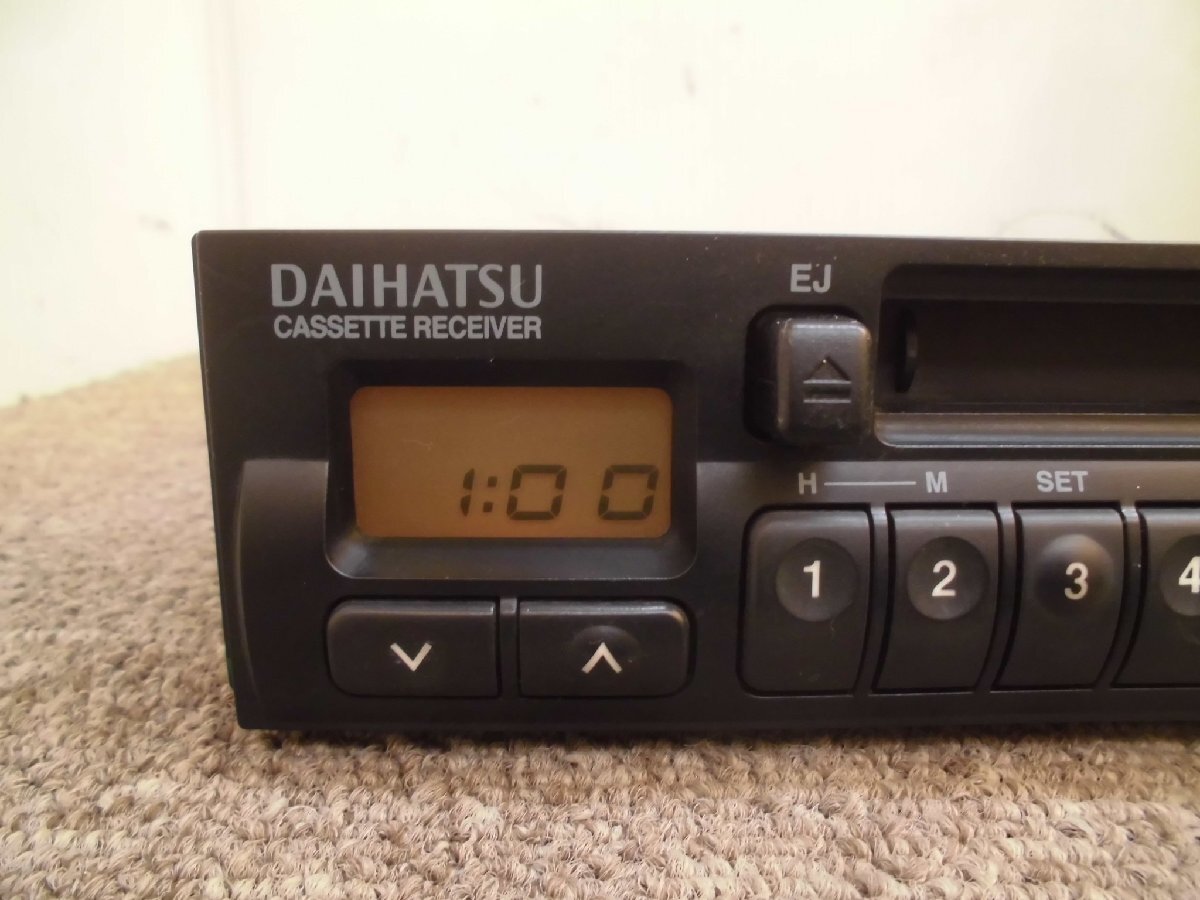 DAIHATSU
CASSETTE RECEIVER
EJ
1:00
H M SET
1 2 3 4